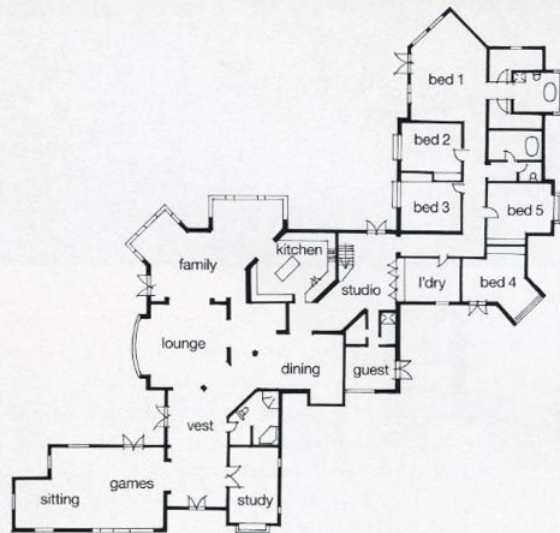 bed 1
bed 2
bed 3
bed 5
kitchen
family
studio
l'dry
bed 4
lounge
dining
guest
vest
games
sitting
study